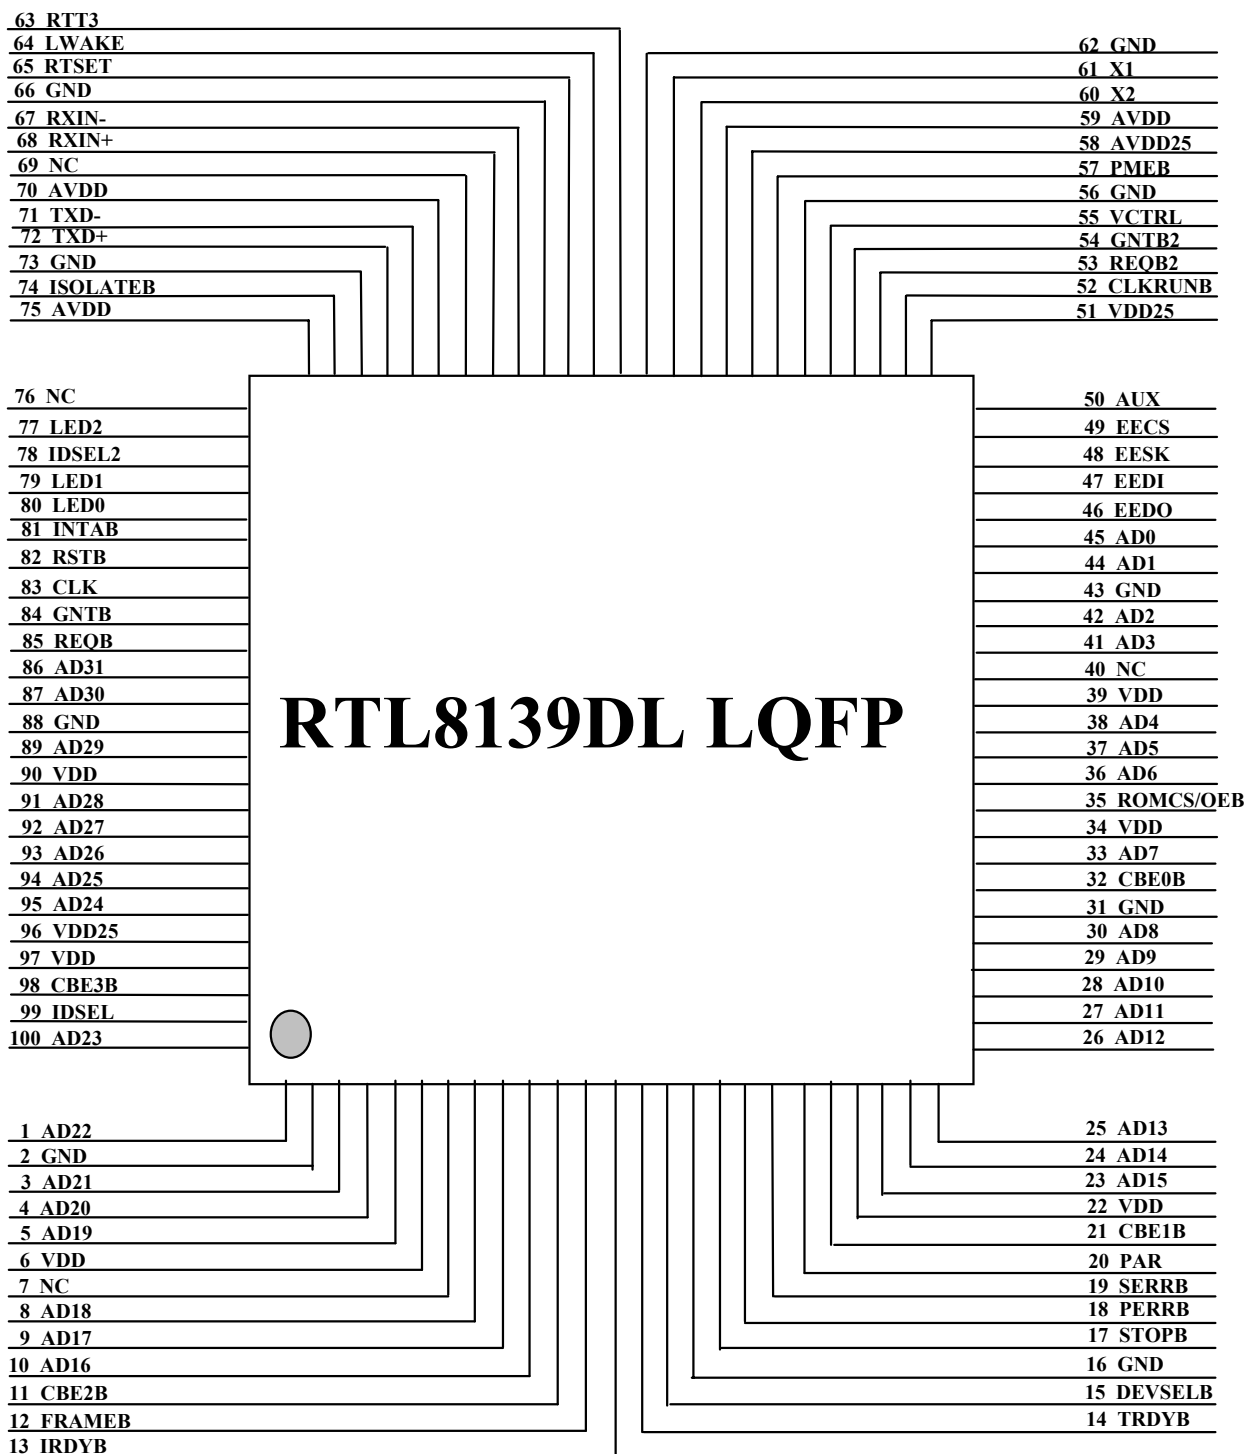 63 RTT3
64 LWAKE
65 RTSET
66 GND
67 RXIN-
68 RXIN+
69 NC
70 AVDD
71 TXD-
72 TXD+
73 GND
74 ISOLATEB
75 AVDD
62 GND
61 X1
60 X2
59 AVDD
58 AVDD25
57 PMEB
56 GND
55 VCTRL
54 GNTB2
53 REQB2
52 CLKRUNB
51 VDD25
76 NC
77 LED2
78 IDSEL2
79 LED1
80 LED0
81 INTAB
82 RSTB
83 CLK
84 GNTB
85 REQB
86 AD31
87 AD30
88 GND
89 AD29
90 VDD
91 AD28
92 AD27
93 AD26
94 AD25
95 AD24
96 VDD25
97 VDD
98 CBE3B
99 IDSEL
100 AD23
RTL8139DL LQFP
50 AUX
49 EECS
48 EESK
47 EEDI
46 EEDO
45 AD0
44 AD1
43 GND
42 AD2
41 AD3
40 NC
39 VDD
38 AD4
37 AD5
36 AD6
35 ROMCS/OEB
34 VDD
33 AD7
32 CBE0B
31 GND
30 AD8
29 AD9
28 AD10
27 AD11
26 AD12
1 AD22
2 GND
3 AD21
4 AD20
5 AD19
6 VDD
7 NC
8 AD18
9 AD17
10 AD16
11 CBE2B
12 FRAMEB
13 IRDYB
25 AD13
24 AD14
23 AD15
22 VDD
21 CBE1B
20 PAR
19 SERRB
18 PERRB
17 STOPB
16 GND
15 DEVSELB
14 TRDYB